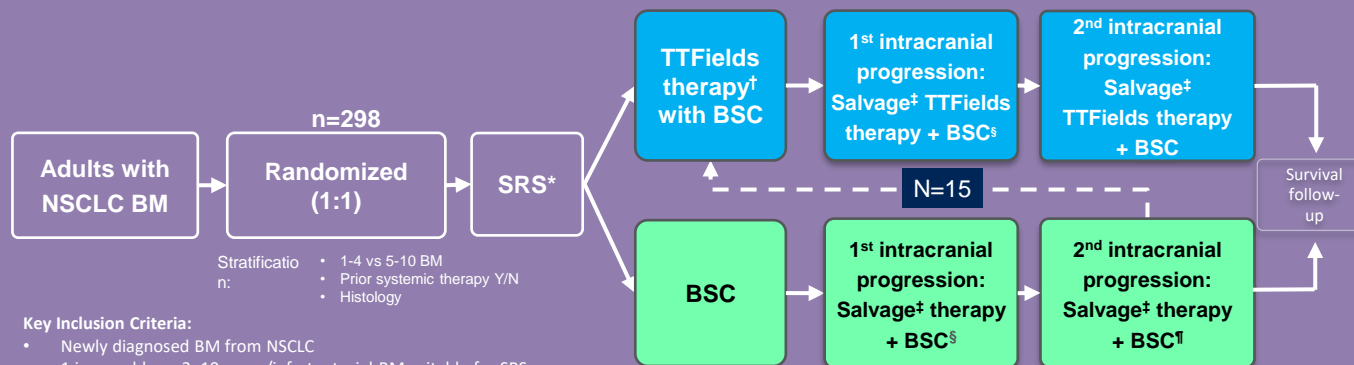 Adults with
NSCLC BM
n=298
Randomized
(1:1)
SRS*
Stratificatio
n:
• 1-4 vs 5-10 BM
• Prior systemic therapy Y/N
• Histology
TTFields
therapy†
with BSC
1st intracranial
progression:
Salvage‡ TTFields
therapy + BSC§
2nd intracranial
progression:
Salvage‡
TTFields therapy
+ BSC
N=15
BSC
1st intracranial
progression:
Salvage‡ therapy
+ BSC§
2nd intracranial
progression:
Salvage‡ therapy
+ BSC¶
Survival
follow-
up
Key Inclusion Criteria:
• Newly diagnosed BM from NSCLC